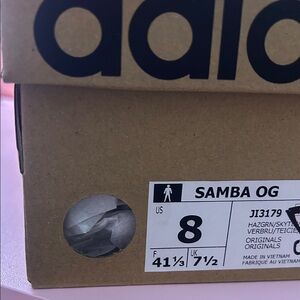 adid
SAMBA OG
US
8
F
41⅓
UK
7½
JI3179
HAZGRN/SKYTI
VERBRU/TEICIE
ORIGINALS
ORIGINALS
MADE IN VIETNAM
FABRIQUE AU VIETNAM